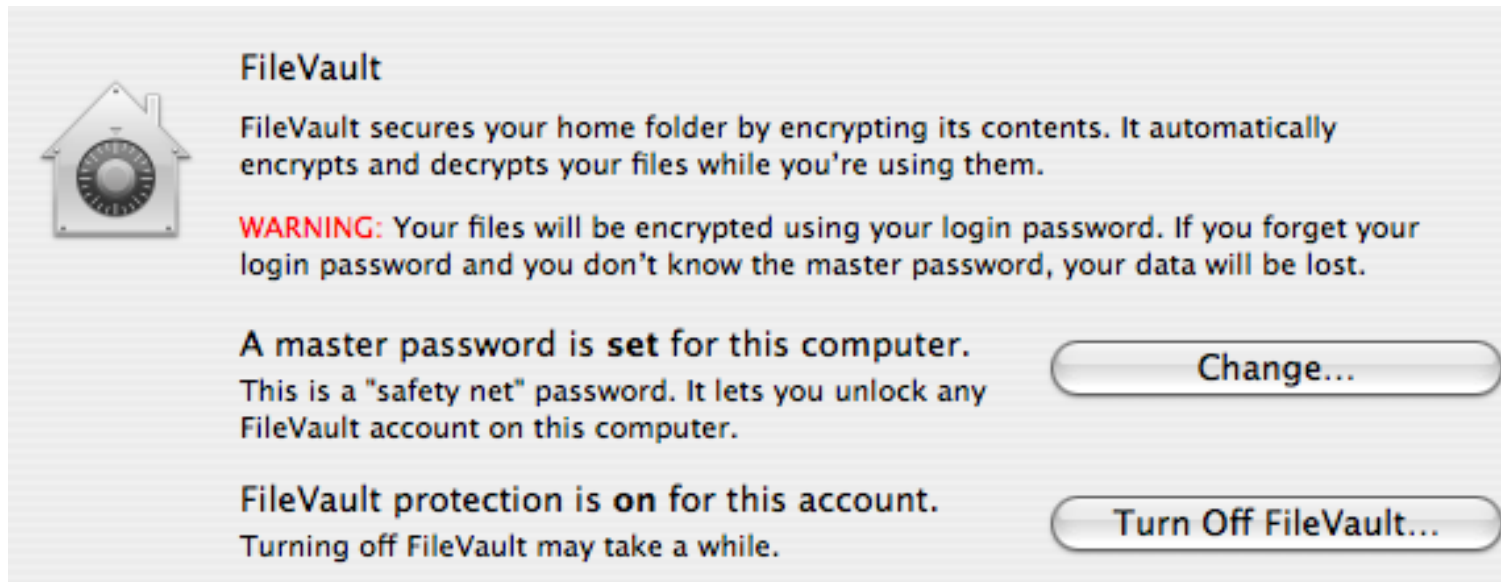 FileVault
FileVault secures your home folder by encrypting its contents. It automatically
encrypts and decrypts your files while you’re using them.
WARNING: Your files will be encrypted using your login password. If you forget your
login password and you don’t know the master password, your data will be lost.
A master password is set for this computer.
Change...
This is a "safety net" password. It lets you unlock any
FileVault account on this computer.
FileVault protection is on for this account.
Turn Off FileVault...
Turning off FileVault may take a while.